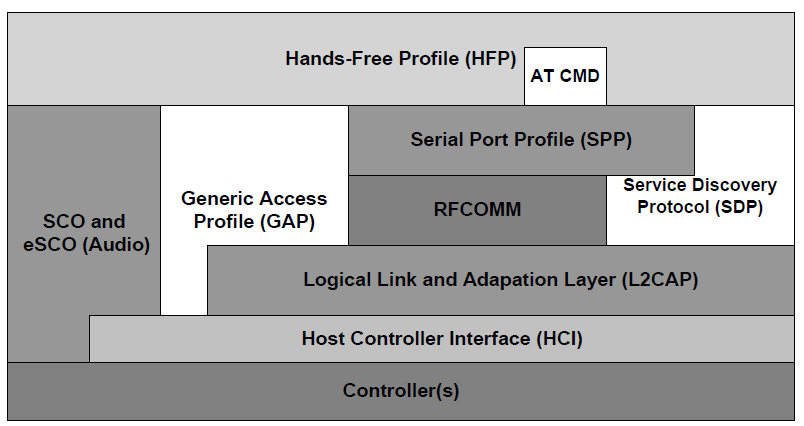 Hands-Free Profile (HFP)
AT CMD
Serial Port Profile (SPP)
Generic Access
Profile (GAP)
Service Discovery
Protocol (SDP)
RFCOMM
SCO and
eSCO (Audio)
Logical Link and Adapation Layer (L2CAP)
Host Controller Interface (HCI)
Controller(s)